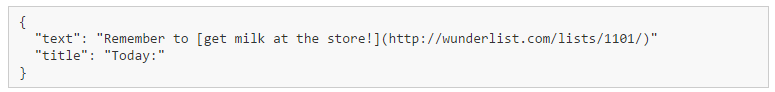 {
  "text": "Remember to [get milk at the store!](http://wunderlist.com/lists/1101/)"
  "title": "Today:"
}